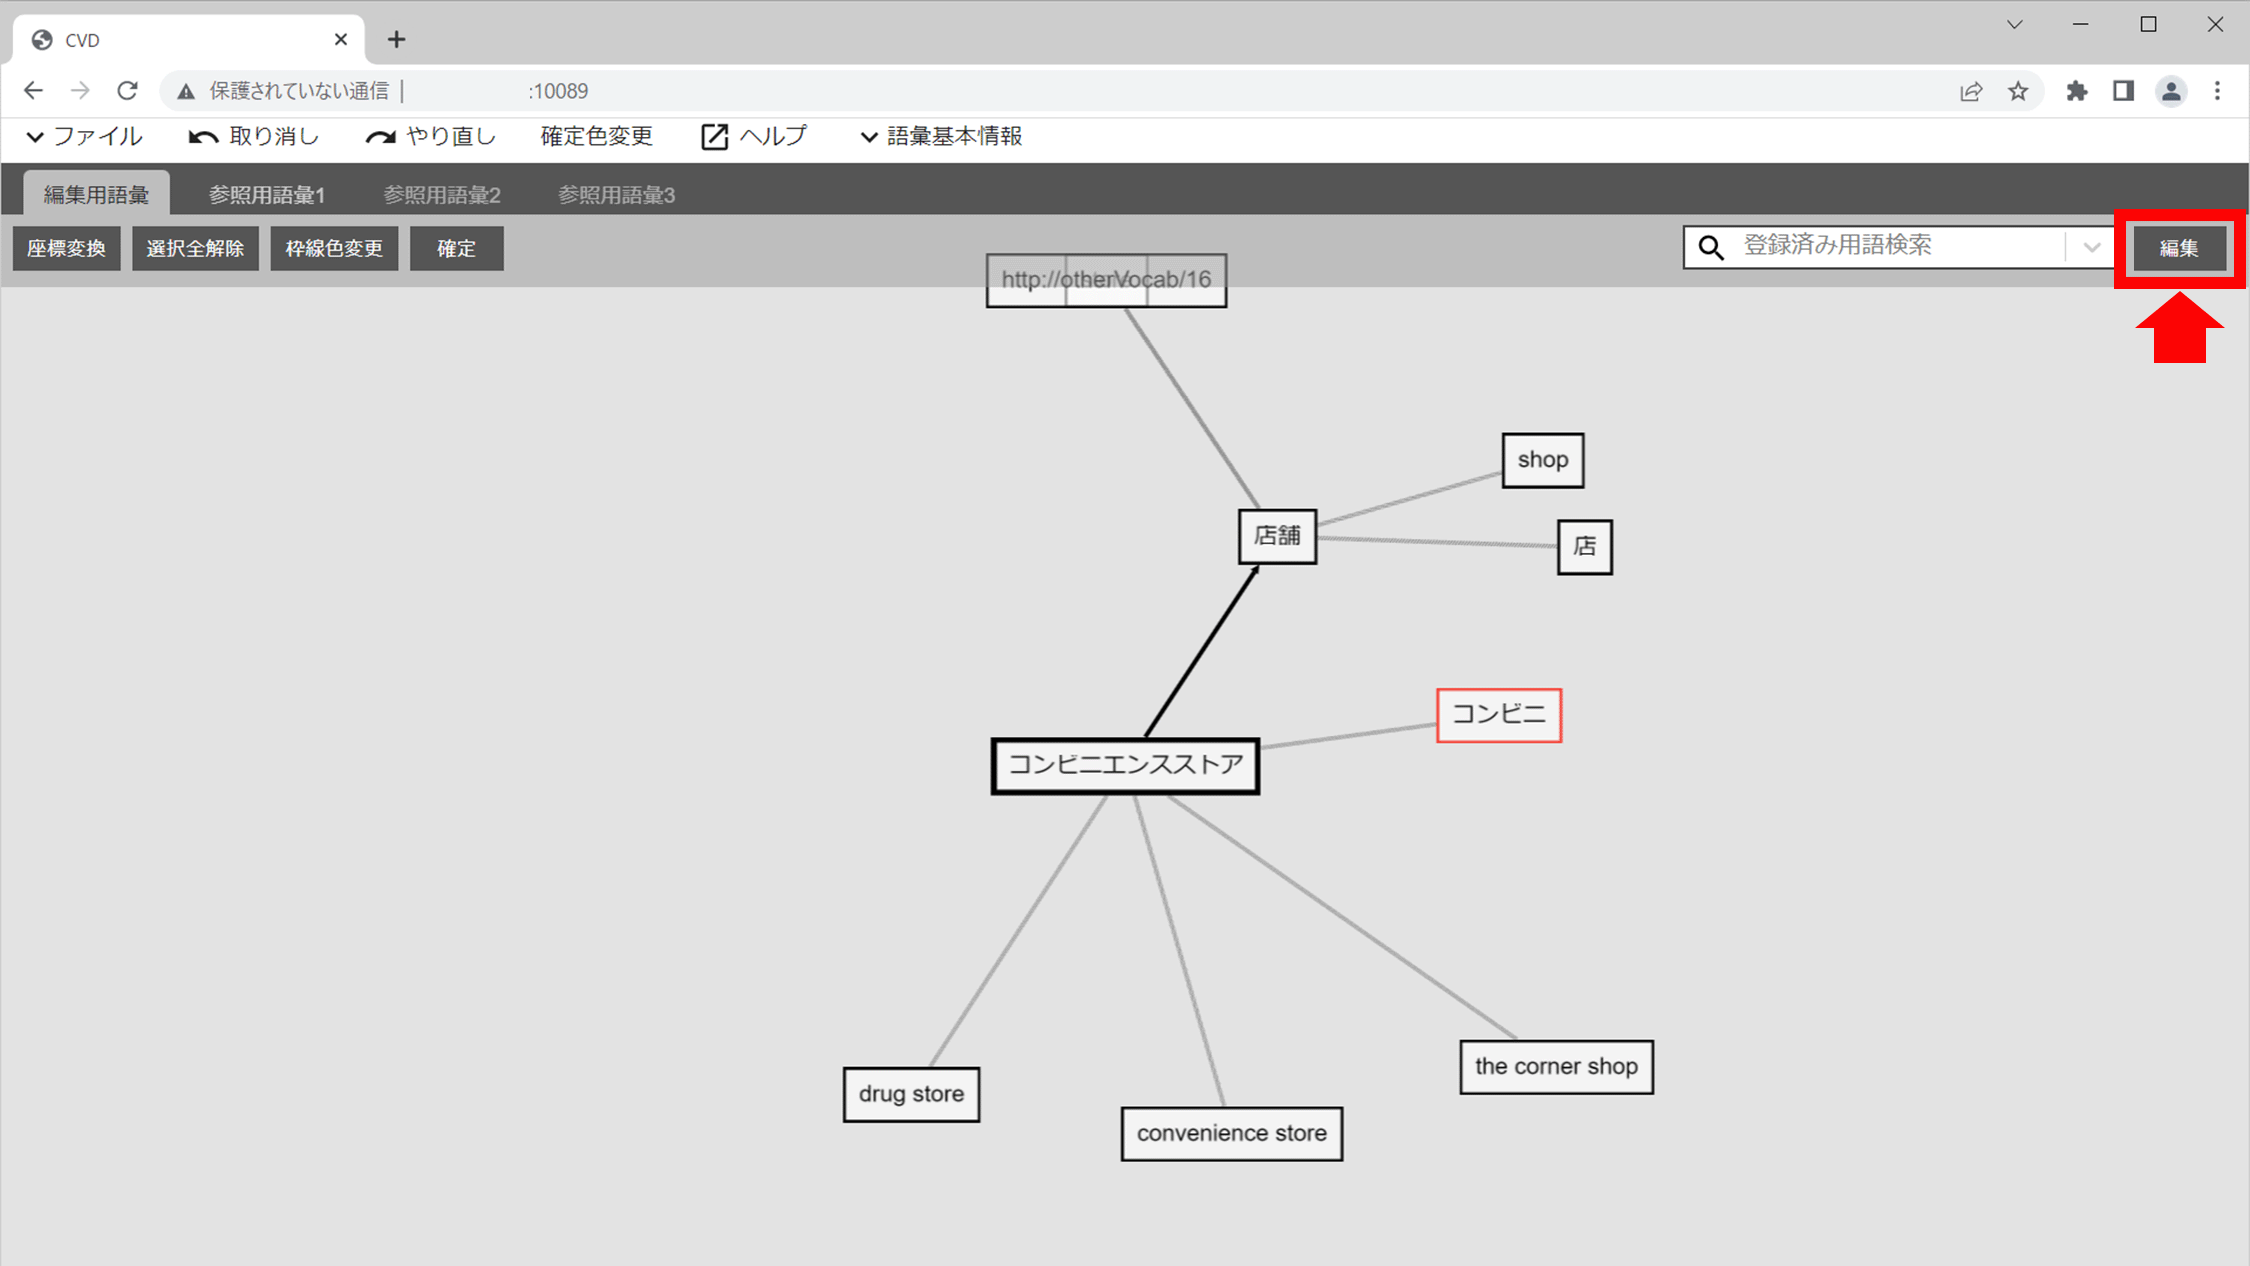 CVD
保護されていない通信 | :10089
ファイル 取り消し やり直し 確定色変更 ヘルプ 語彙基本情報
編集用語彙 参照用語彙1 参照用語彙2 参照用語彙3
座標変換 選択全解除 枠線色変更 確定 登録済み用語検索 編集
http://otherVocab/16
shop
店舗
店
コンビニ
コンビニエンスストア
the corner shop
drug store
convenience store